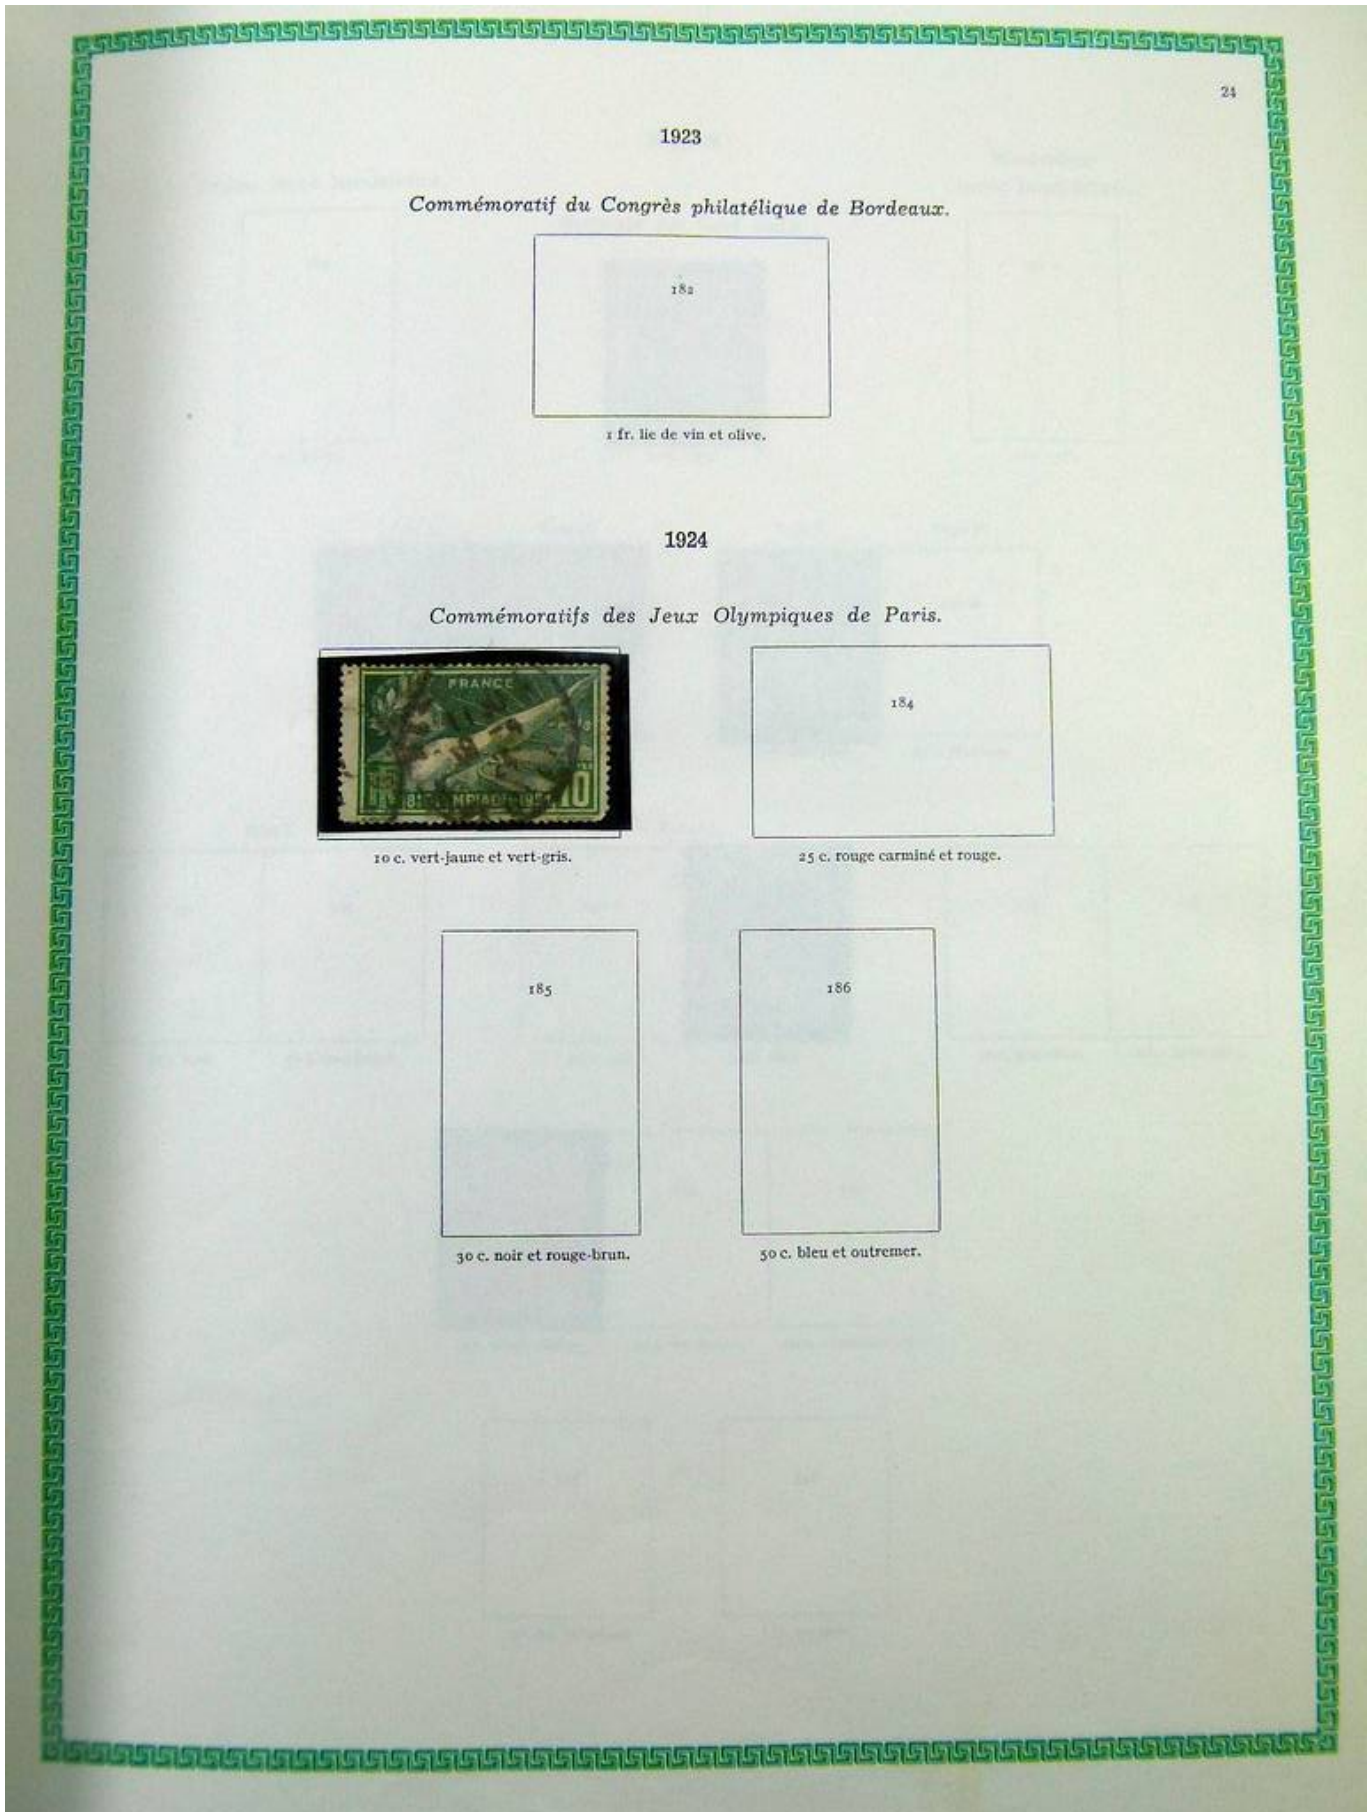 24
1923
Commémoratif du Congrès philatélique de Bordeaux.
182
1 fr. lie de vin et olive.
1924
Commémoratifs des Jeux Olympiques de Paris.
FRANCE
10
184
10 c. vert-jaune et vert-gris.
25 c. rouge carminé et rouge.
185
186
30 c. noir et rouge-brun.
50 c. bleu et outremer.